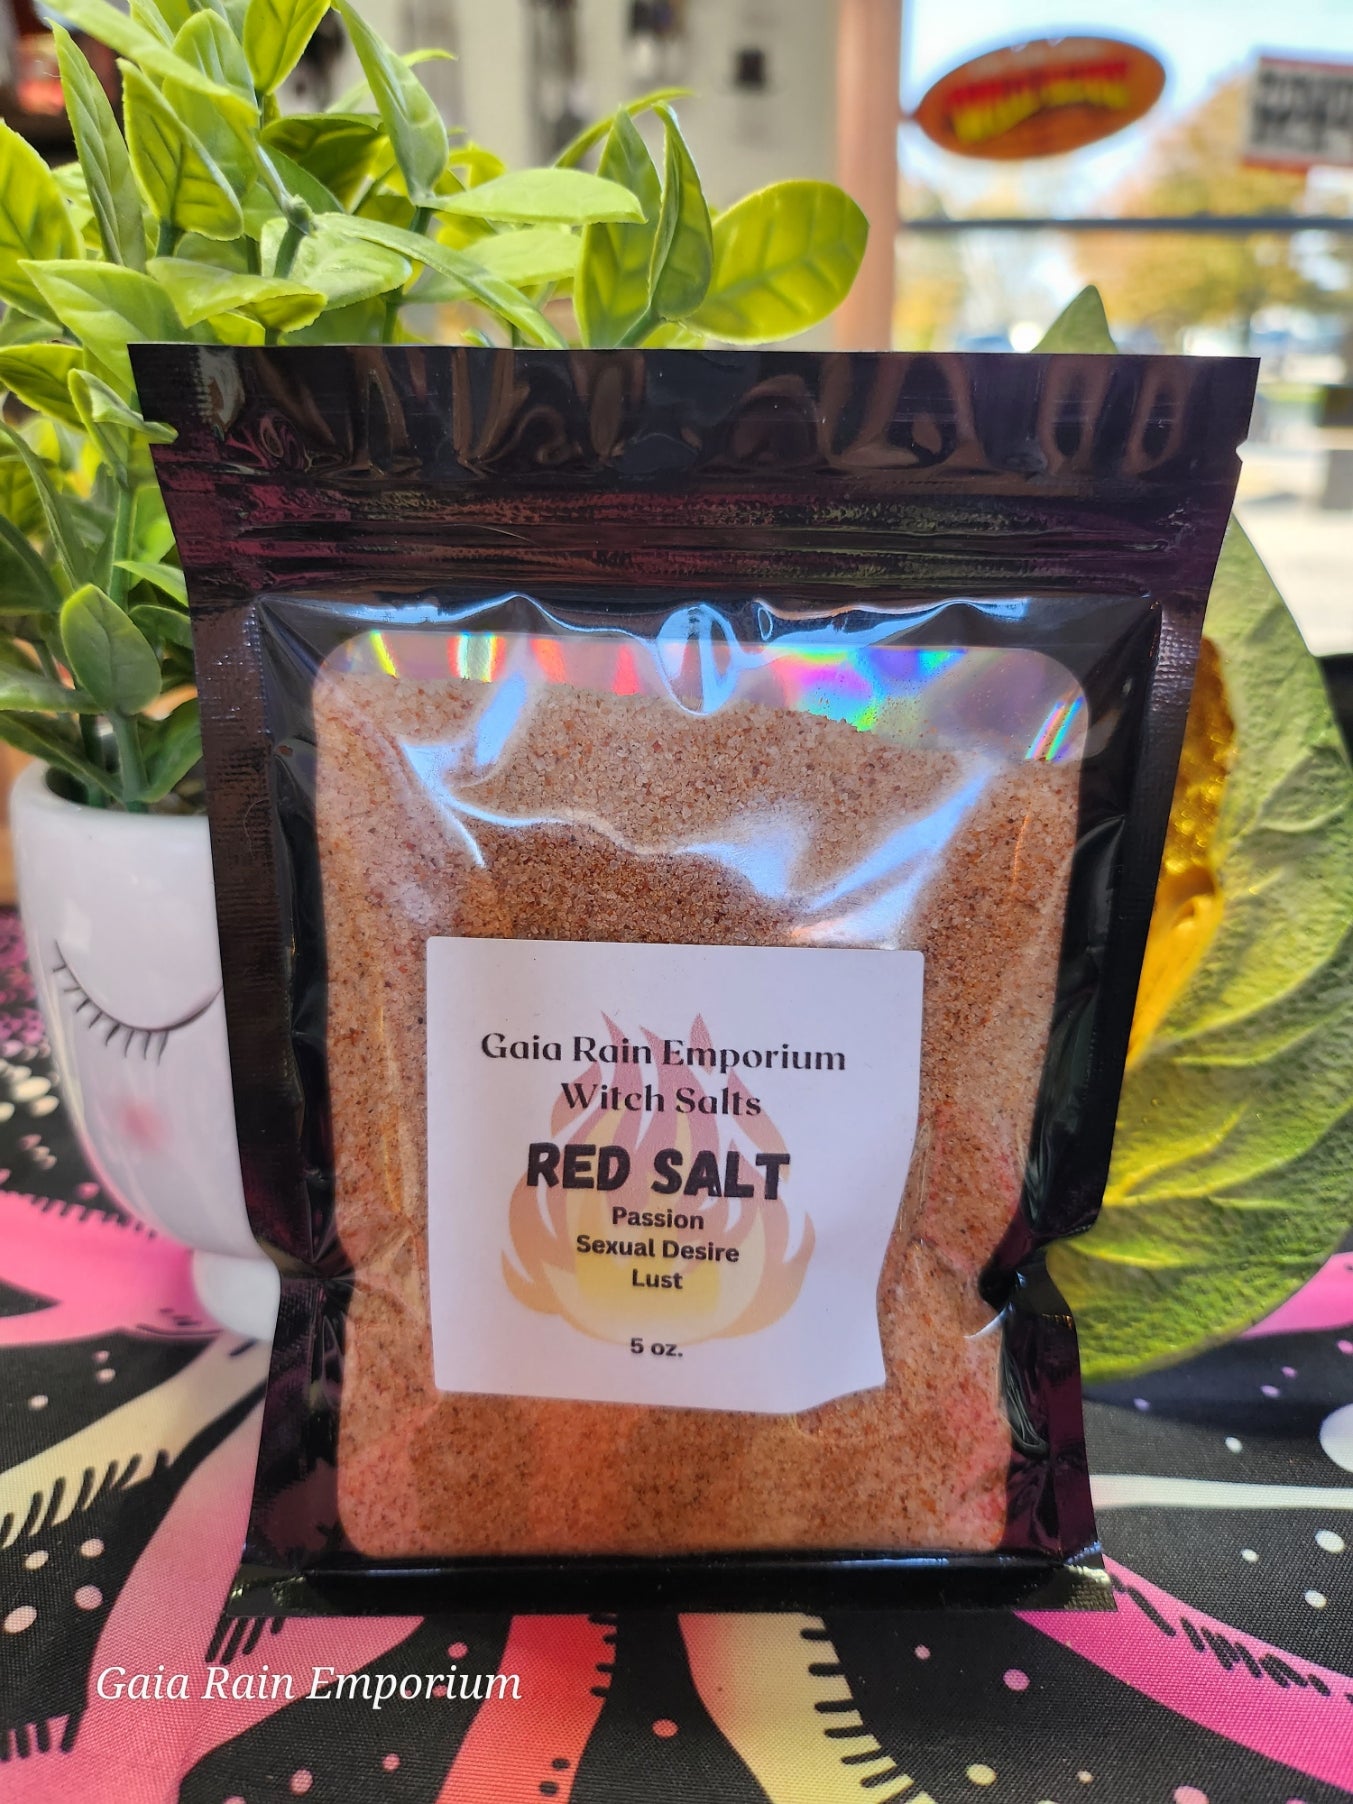 Gaia Rain Emporium
Witch Salts
RED SALT
Passion
Sexual Desire
Lust
5 oz.
Gaia Rain Emporium